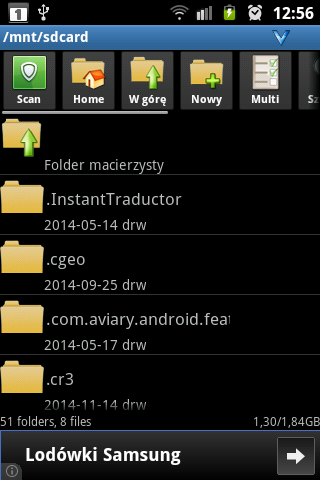 1
12:56
/mnt/sdcard
Scan
Home
W górę
Nowy
Multi
Sz
Folder macierzysty
.InstantTraductor
2014-05-14 drw
.cgeo
2014-09-25 drw
.com.aviary.android.feat
2014-05-17 drw
.cr3
2014-11-14 drw
51 folders, 8 files
1,30/1,84GB
Lodówki Samsung